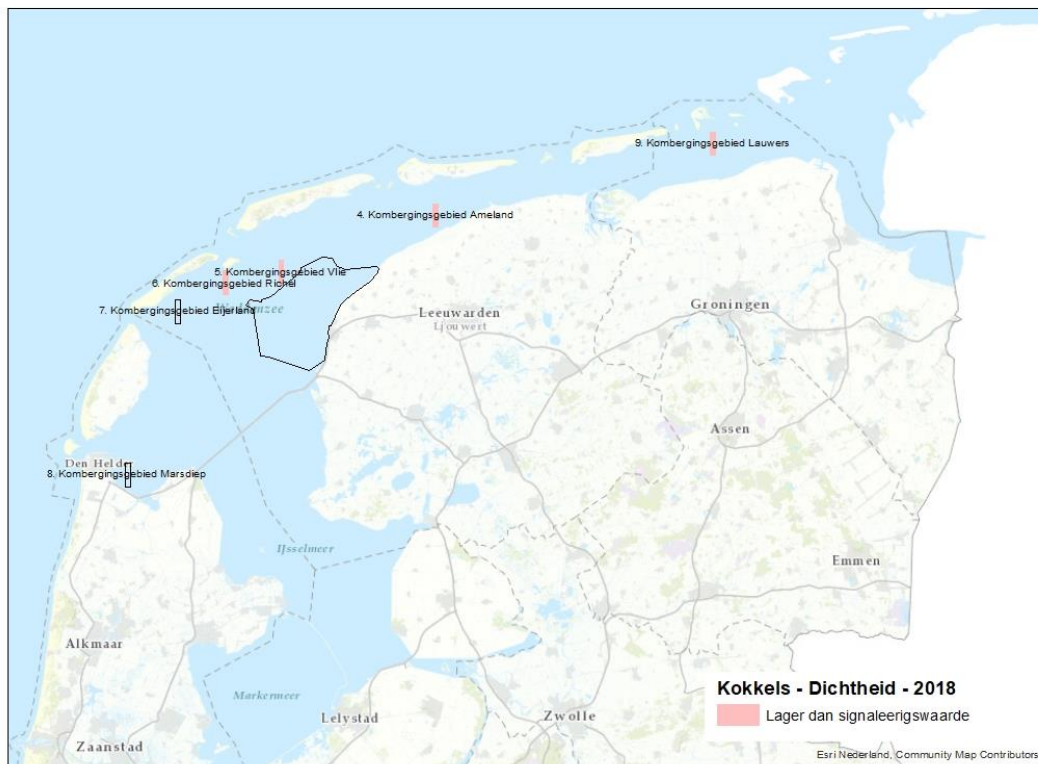 9. Kombergingsgebied Lauwers
4. Kombergingsgebied Ameland
5. Kombergingsgebied Vlie
6. Kombergingsgebied Richel
7. Kombergingsgebied Eijerland
Waddenzee
Leeuwarden
Ljouwert
Groningen
Assen
Den Helder
8. Kombergingsgebied Marsdiep
IJsselmeer
Emmen
Alkmaar
Markermeer
Lelystad
Zwolle
Zaanstad
Kokkels - Dichtheid - 2018
Lager dan signaleerigswaarde
Esri Nederland, Community Map Contributors